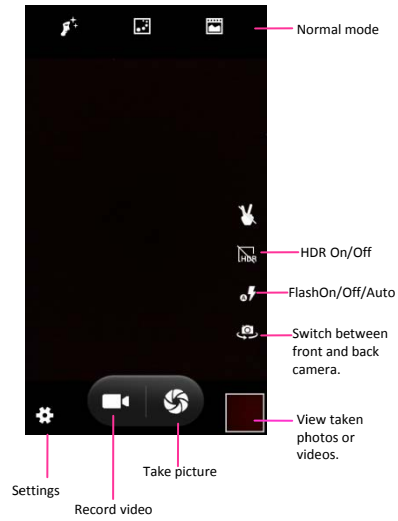 Normal mode
HDR
HDR On/Off
A
FlashOn/Off/Auto
Switch between
front and back
camera.
View taken
photos or
videos.
Take picture
Settings
Record video